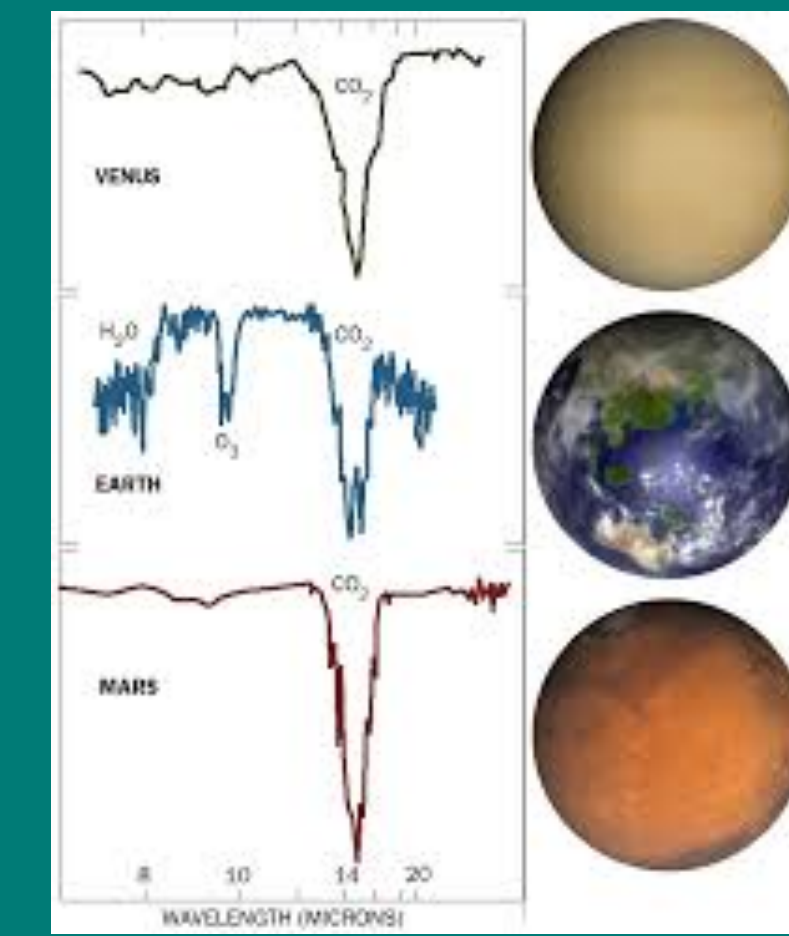 CO₂
VENUS
H₂O
CO₂
O₃
EARTH
CO₂
MARS
8 10 14 20
WAVELENGTH (MICRONS)